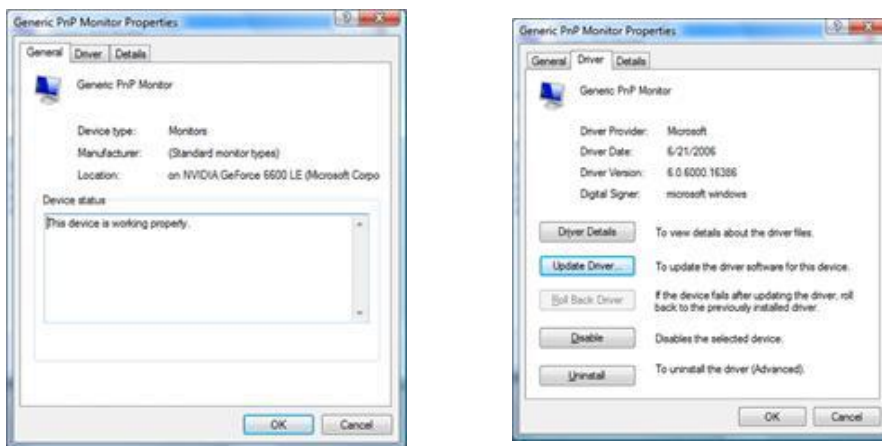 Generic PnP Monitor Properties
General Driver Details
Generic PnP Monitor
Device type: Monitors
Manufacturer: (Standard monitor types)
Location: on NVIDIA GeForce 6600 LE (Microsoft Corpo
Device status
This device is working properly.
OK Cancel
Generic PnP Monitor Properties
General Driver Details
Generic PnP Monitor
Driver Provider: Microsoft
Driver Date: 6/21/2006
Driver Version: 6.0.6000.16386
Digital Signer: microsoft windows
Driver Details To view details about the driver files.
Update Driver... To update the driver software for this device.
Roll Back Driver If the device fails after updating the driver, roll
back to the previously installed driver.
Disable Disables the selected device.
Uninstall To uninstall the driver (Advanced).
OK Cancel